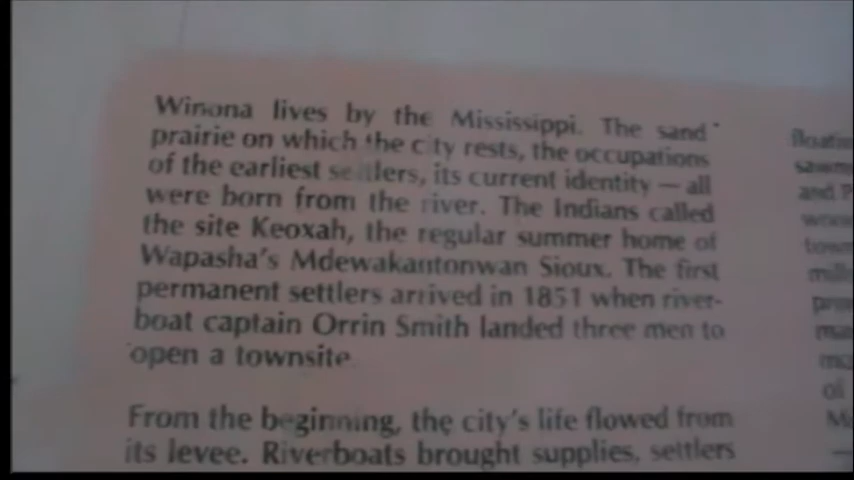 Winona lives by the Mississippi. The sand
prairie on which the city rests, the occupations
of the earliest settlers, its current identity — all
were born from the river. The Indians called
the site Keoxah, the regular summer home of
Wapasha's Mdewakantonwan Sioux. The first
permanent settlers arrived in 1851 when river-
boat captain Orrin Smith landed three men to
open a townsite
From the beginning, the city's life flowed from
its levee. Riverboats brought supplies, settlers
and P
of